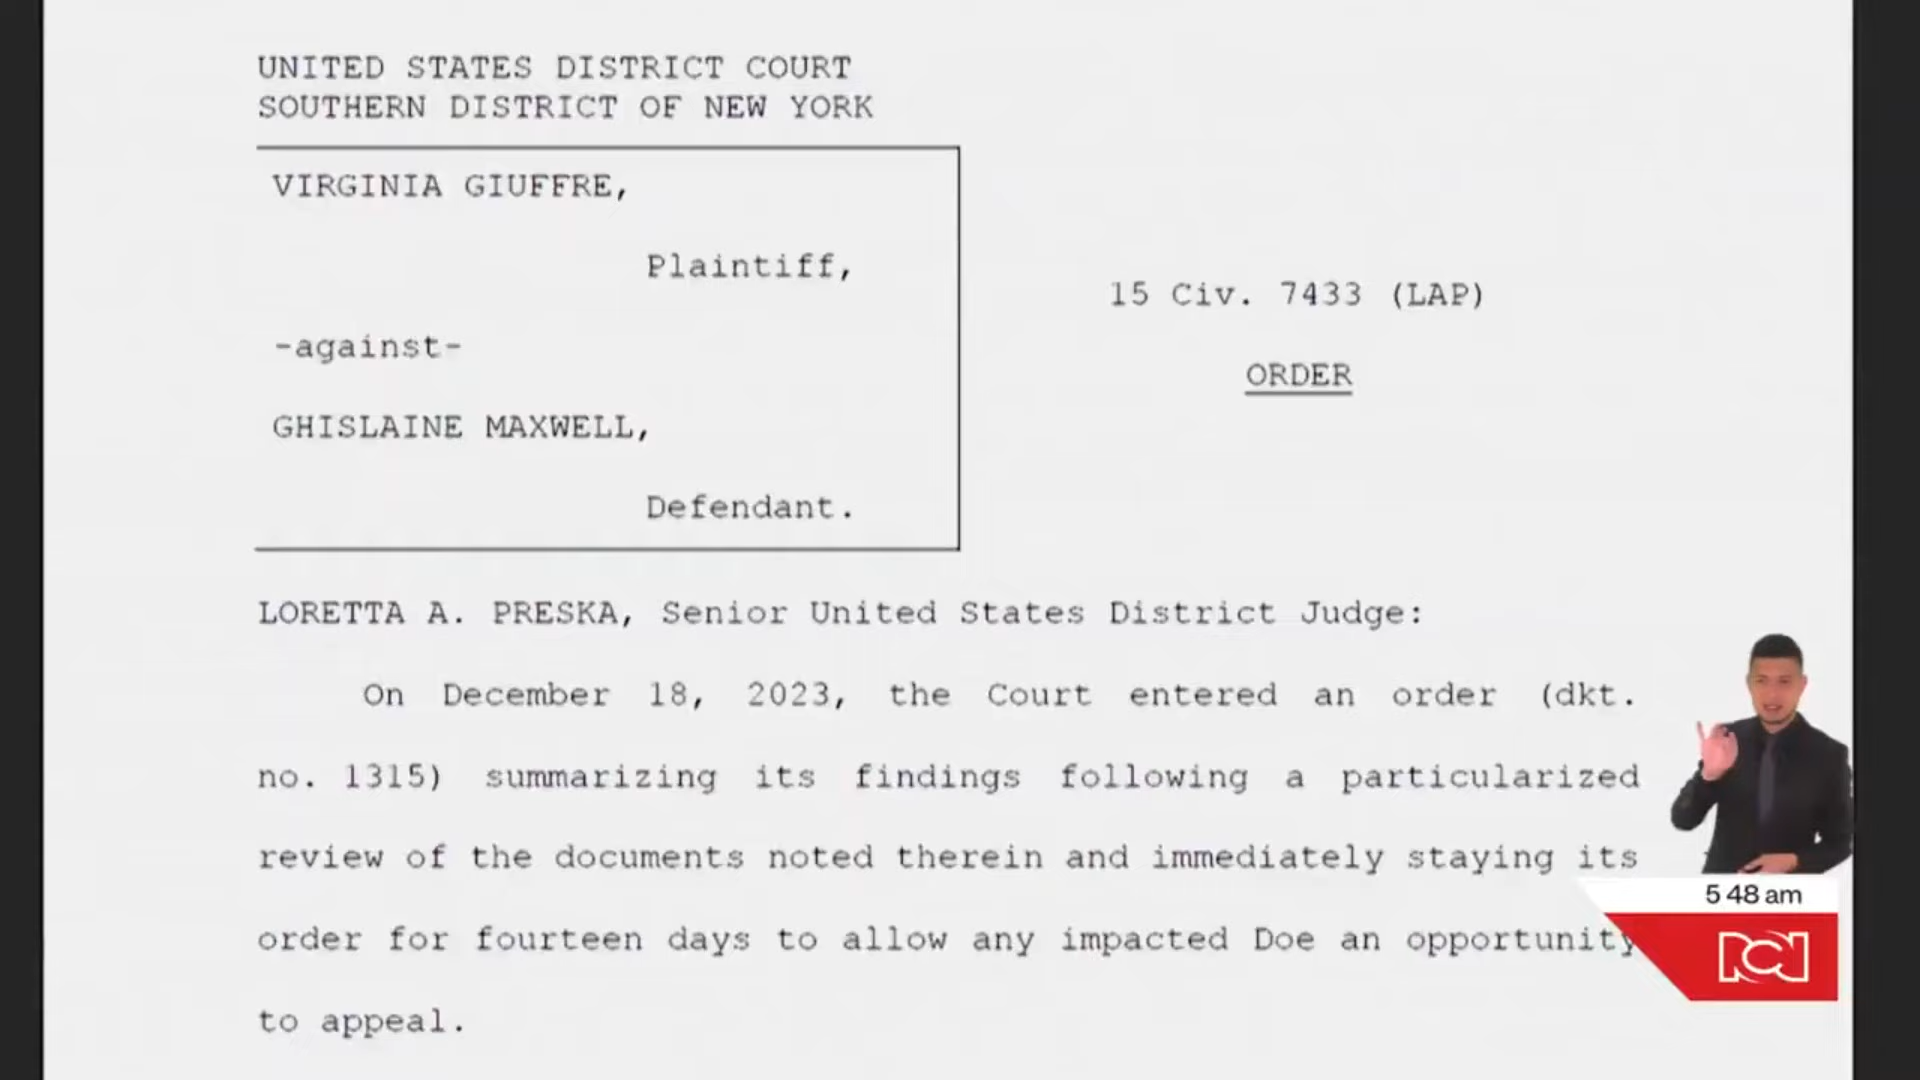 UNITED STATES DISTRICT COURT
SOUTHERN DISTRICT OF NEW YORK
VIRGINIA GIUFFRE,
Plaintiff,
-against-
GHISLAINE MAXWELL,
Defendant.
15 Civ. 7433 (LAP)
ORDER
LORETTA A. PRESKA, Senior United States District Judge:
On December 18, 2023, the Court entered an order (dkt.
no. 1315) summarizing its findings following a particularized
review of the documents noted therein and immediately staying its
order for fourteen days to allow any impacted Doe an opportunity
to appeal.
5 48 am
RCN